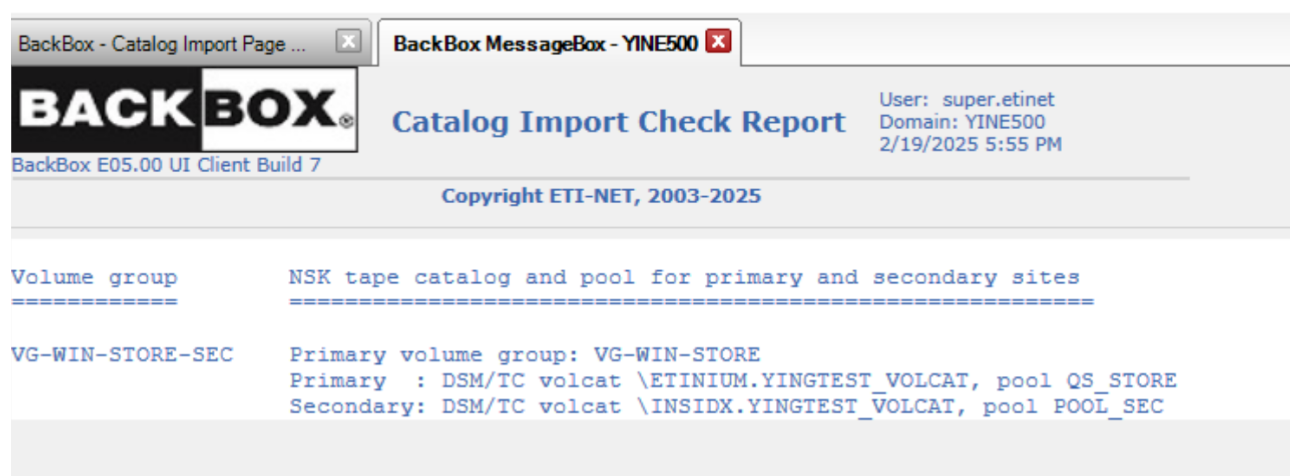 BackBox - Catalog Import Page ...
BackBox MessageBox - YINE500
BACKBOX®
Catalog Import Check Report
User: super.etinet
Domain: YINE500
2/19/2025 5:55 PM
BackBox E05.00 UI Client Build 7
Copyright ETI-NET, 2003-2025
Volume group NSK tape catalog and pool for primary and secondary sites
============ ==========================================================
VG-WIN-STORE-SEC Primary volume group: VG-WIN-STORE
Primary : DSM/TC volcat \ETINIUM.YINGTEST_VOLCAT, pool QS_STORE
Secondary: DSM/TC volcat \INSIDX.YINGTEST_VOLCAT, pool POOL_SEC